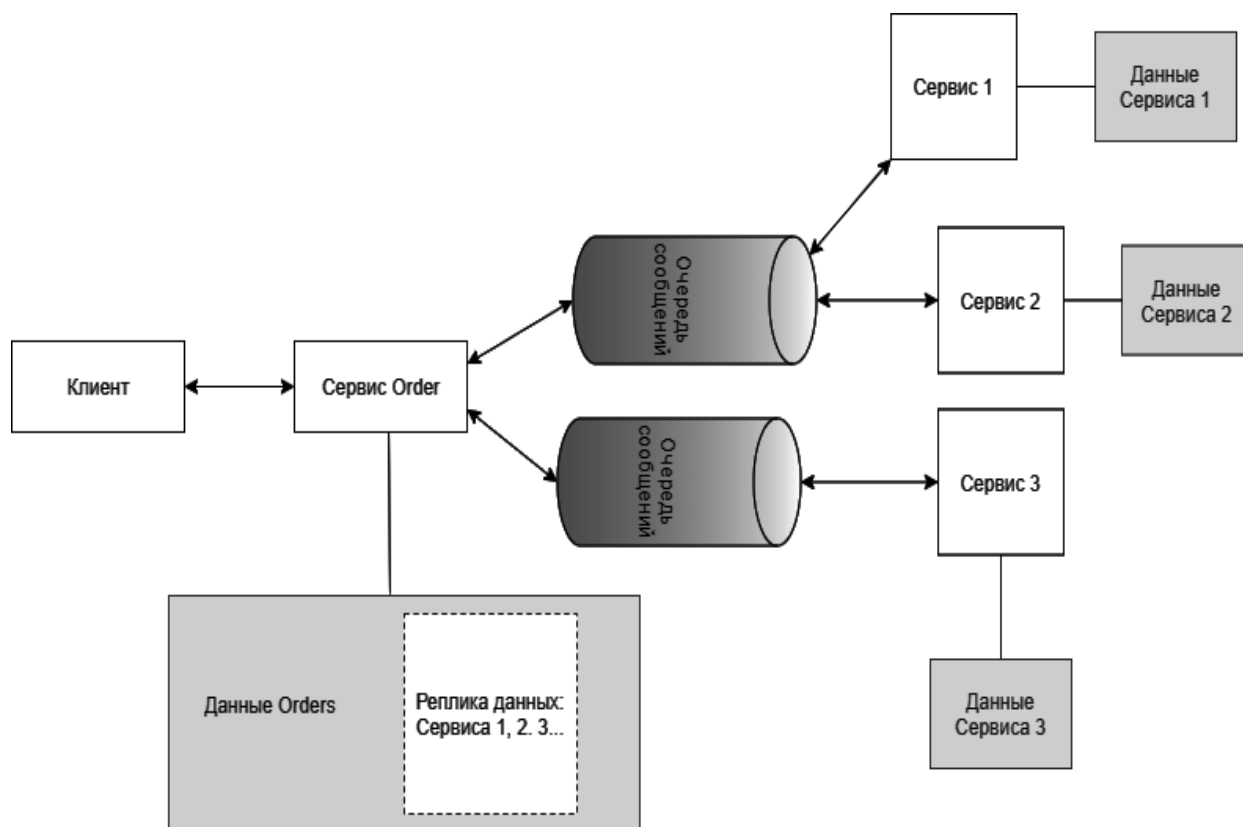 Сервис 1
Данные
Сервиса 1
Очередь
сообщений
Сервис 2
Данные
Сервиса 2
Клиент
Сервис Order
Очередь
сообщений
Сервис 3
Данные Orders
Реплика данных:
Сервиса 1, 2. 3...
Данные
Сервиса 3